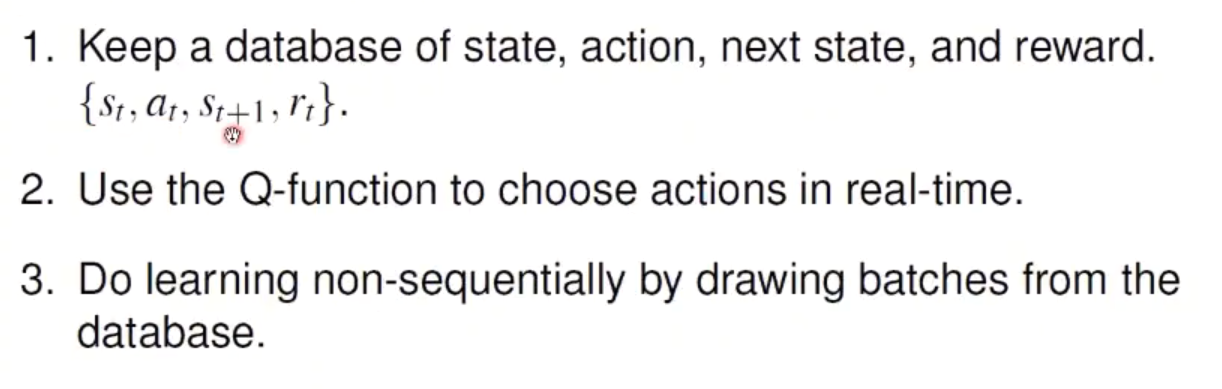 1. Keep a database of state, action, next state, and reward.
{s_t, a_t, s_{t+1}, r_t}.
2. Use the Q-function to choose actions in real-time.
3. Do learning non-sequentially by drawing batches from the
database.